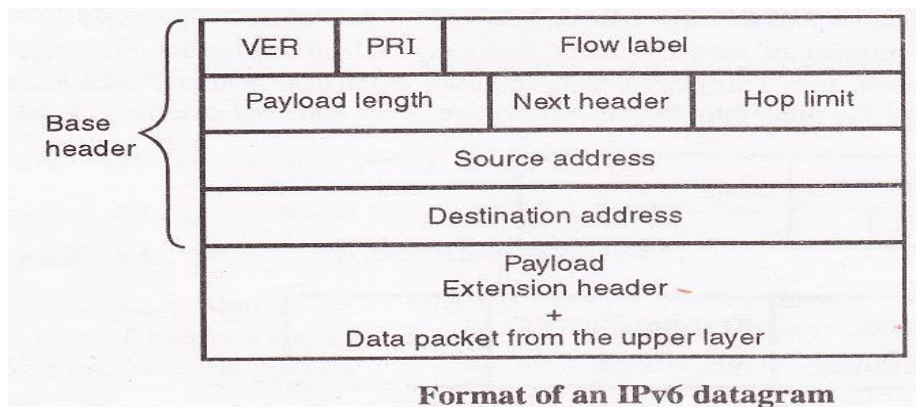 VER PRI Flow label
Payload length Next header Hop limit
Base
header
Source address
Destination address
Payload
Extension header
+
Data packet from the upper layer
Format of an IPv6 datagram